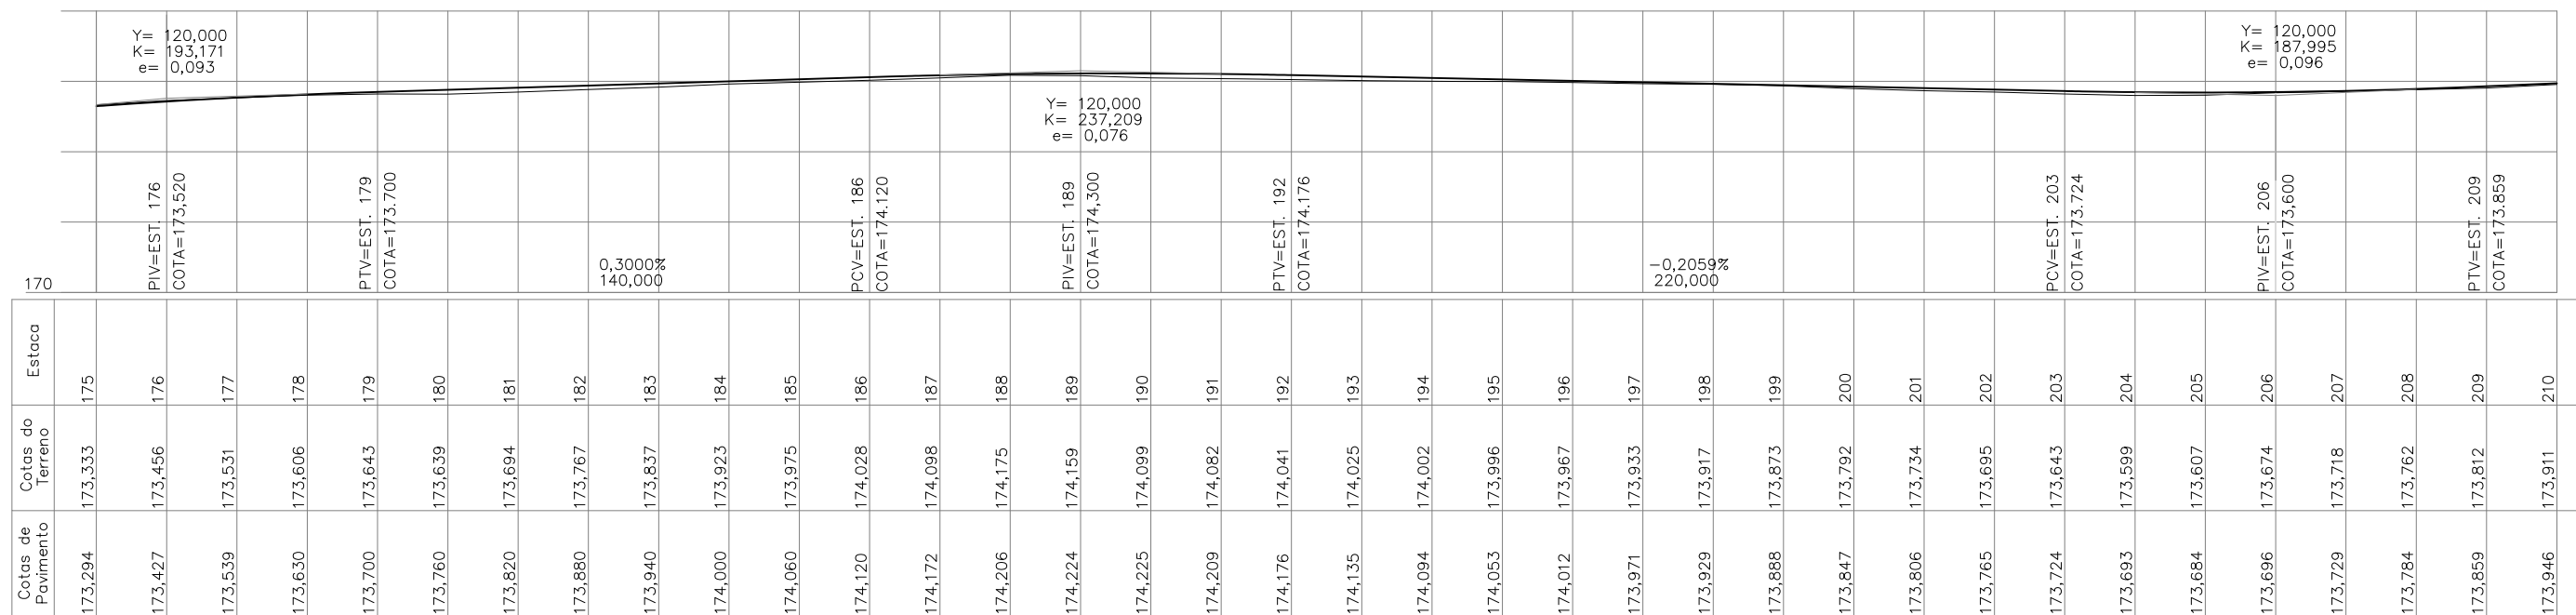 Y= 120,000
K= 193,171
e= 0,093
Y= 120,000
K= 237,209
e= 0,076
Y= 120,000
K= 187,995
e= 0,096
PIV=EST. 176
COTA=173,520
PTV=EST. 179
COTA=173.700
0,3000%
140,000
PCV=EST. 186
COTA=174.120
PIV=EST. 189
COTA=174,300
PTV=EST. 192
COTA=174.176
-0,2059%
220,000
PCV=EST. 203
COTA=173.724
PIV=EST. 206
COTA=173,600
PTV=EST. 209
COTA=173.859
170
Estaca
175 176 177 178 179 180 181 182 183 184 185 186 187 188 189 190 191 192 193 194 195 196 197 198 199 200 201 202 203 204 205 206 207 208 209 210
Cotas do
Terreno
173,333 173,456 173,531 173,606 173,643 173,639 173,694 173,767 173,837 173,923 173,975 174,028 174,098 174,175 174,159 174,099 174,082 174,041 174,025 174,002 173,996 173,967 173,933 173,917 173,873 173,792 173,734 173,695 173,643 173,599 173,607 173,674 173,718 173,762 173,812 173,911
Cotas de
Pavimento
173,294 173,427 173,539 173,630 173,700 173,760 173,820 173,880 173,940 174,000 174,060 174,120 174,172 174,206 174,224 174,225 174,209 174,176 174,135 174,094 174,053 174,012 173,971 173,929 173,888 173,847 173,806 173,765 173,724 173,693 173,684 173,696 173,729 173,784 173,859 173,946